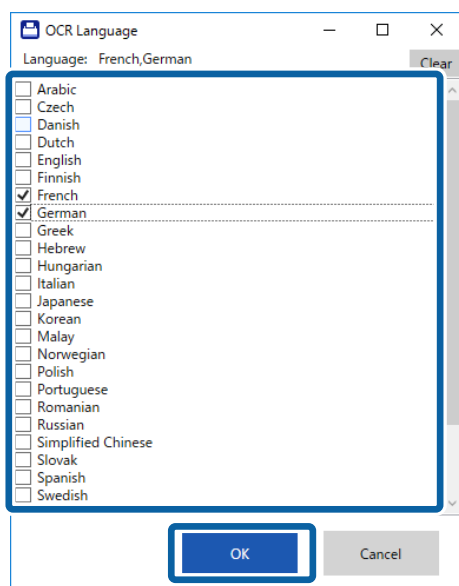 OCR Language
Language: French,German
Clear
Arabic
Czech
Danish
Dutch
English
Finnish
French
German
Greek
Hebrew
Hungarian
Italian
Japanese
Korean
Malay
Norwegian
Polish
Portuguese
Romanian
Russian
Simplified Chinese
Slovak
Spanish
Swedish
OK Cancel